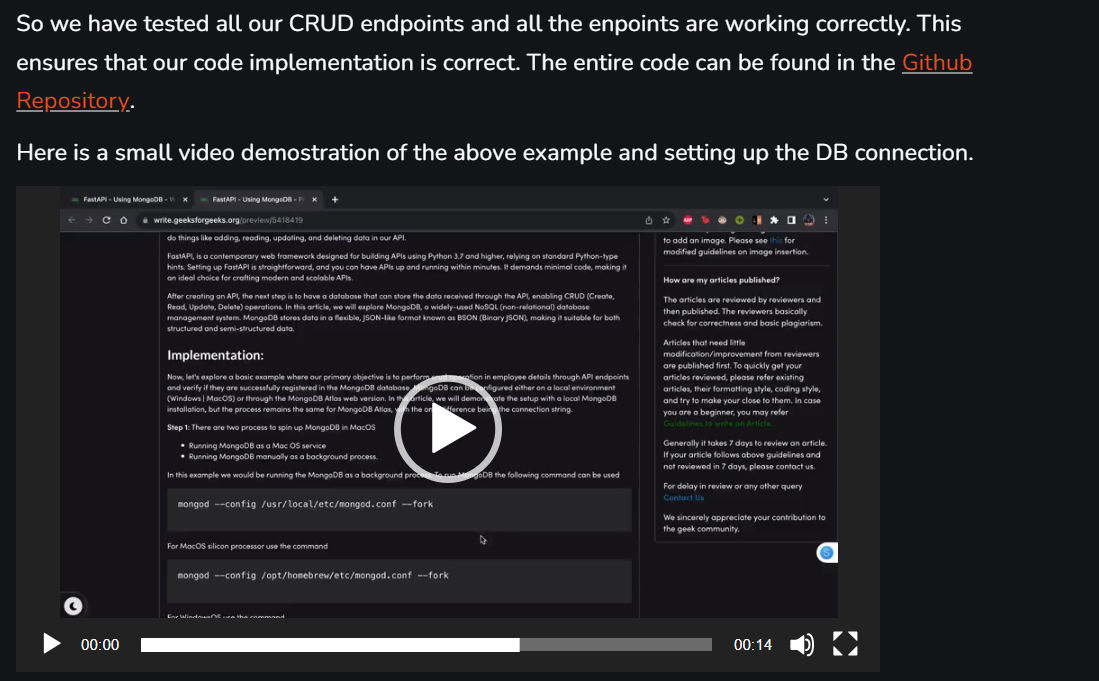 So we have tested all our CRUD endpoints and all the enpoints are working correctly. This
ensures that our code implementation is correct. The entire code can be found in the Github
Repository.
Here is a small video demostration of the above example and setting up the DB connection.
FastAPI - Using MongoDB -
FastAPI - Using MongoDB -
write.geeksforgeeks.org/preview/5418419
do things like adding, reading, updating, and deleting data in our API.
FastAPI, is a contemporary web framework designed for building APIs using Python 3.7 and higher, relying on standard Python-type
hints. Setting up FastAPI is straightforward, and you can have APIs up and running within minutes. It demands minimal code, making it
an ideal choice for crafting modern and scalable APIs.
After creating an API, the next step is to have a database that can store the data received through the API, enabling CRUD (Create,
Read, Update, Delete) operations. In this article, we will explore MongoDB, a widely-used NoSQL (non-relational) database
management system. MongoDB stores data in a flexible, JSON-like format known as BSON (Binary JSON), making it suitable for both
structured and semi-structured data.
Implementation:
Now, let's explore a basic example where our primary objective is to perform crud operation in employee details through API endpoints
and verify if they are successfully registered in the MongoDB database. MongoDB can be configured either on a local environment
(Windows | MacOS) or through the MongoDB Atlas web version. In this article, we will demonstrate the setup with a local MongoDB
installation, but the process remains the same for MongoDB Atlas, with the only difference being the connection string.
Step 1: There are two process to spin up MongoDB in MacOS
• Running MongoDB as a Mac OS service
• Running MongoDB manually as a background process.
In this example we would be running the MongoDB as a background process. To run MongoDB the following command can be used
mongod --config /usr/local/etc/mongod.conf --fork
For MacOS silicon processor use the command
mongod --config /opt/homebrew/etc/mongod.conf --fork
For WindowsOS use the command
to add an image. Please see this for
modified guidelines on image insertion.
How are my articles published?
The articles are reviewed by reviewers and
then published. The reviewers basically
check for correctness and basic plagiarism.
Articles that need little
modification/improvement from reviewers
are published first. To quickly get your
articles reviewed, please refer existing
articles, their formatting style, coding style,
and try to make your close to them. In case
you are a beginner, you may refer
Guidelines to write an Article.
Generally it takes 7 days to review an article.
If your article follows above guidelines and
not reviewed in 7 days, please contact us.
For delay in review or any other query
Contact Us
We sincerely appreciate your contribution to
the geek community.
00:00
00:14